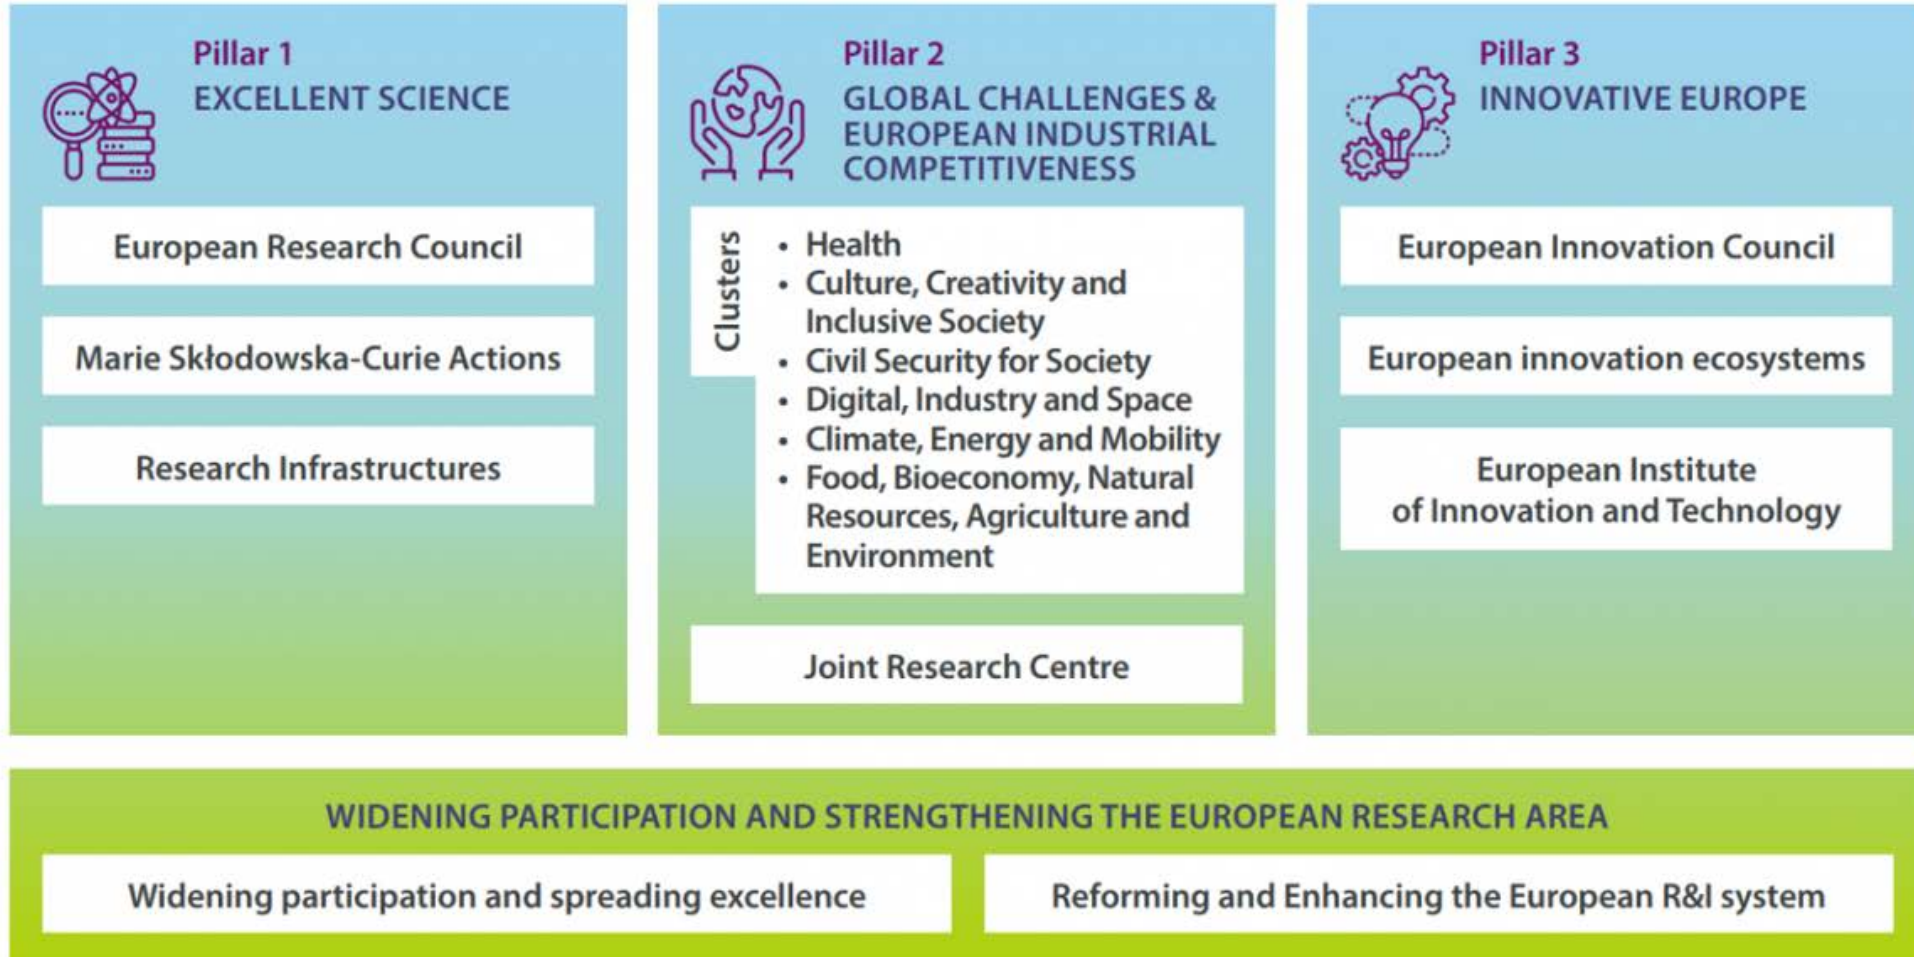 Pillar 1
EXCELLENT SCIENCE
European Research Council
Marie Skłodowska-Curie Actions
Research Infrastructures
Pillar 2
GLOBAL CHALLENGES &
EUROPEAN INDUSTRIAL
COMPETITIVENESS
Clusters
• Health
• Culture, Creativity and
Inclusive Society
• Civil Security for Society
• Digital, Industry and Space
• Climate, Energy and Mobility
• Food, Bioeconomy, Natural
Resources, Agriculture and
Environment
Joint Research Centre
Pillar 3
INNOVATIVE EUROPE
European Innovation Council
European innovation ecosystems
European Institute
of Innovation and Technology
WIDENING PARTICIPATION AND STRENGTHENING THE EUROPEAN RESEARCH AREA
Widening participation and spreading excellence
Reforming and Enhancing the European R&I system